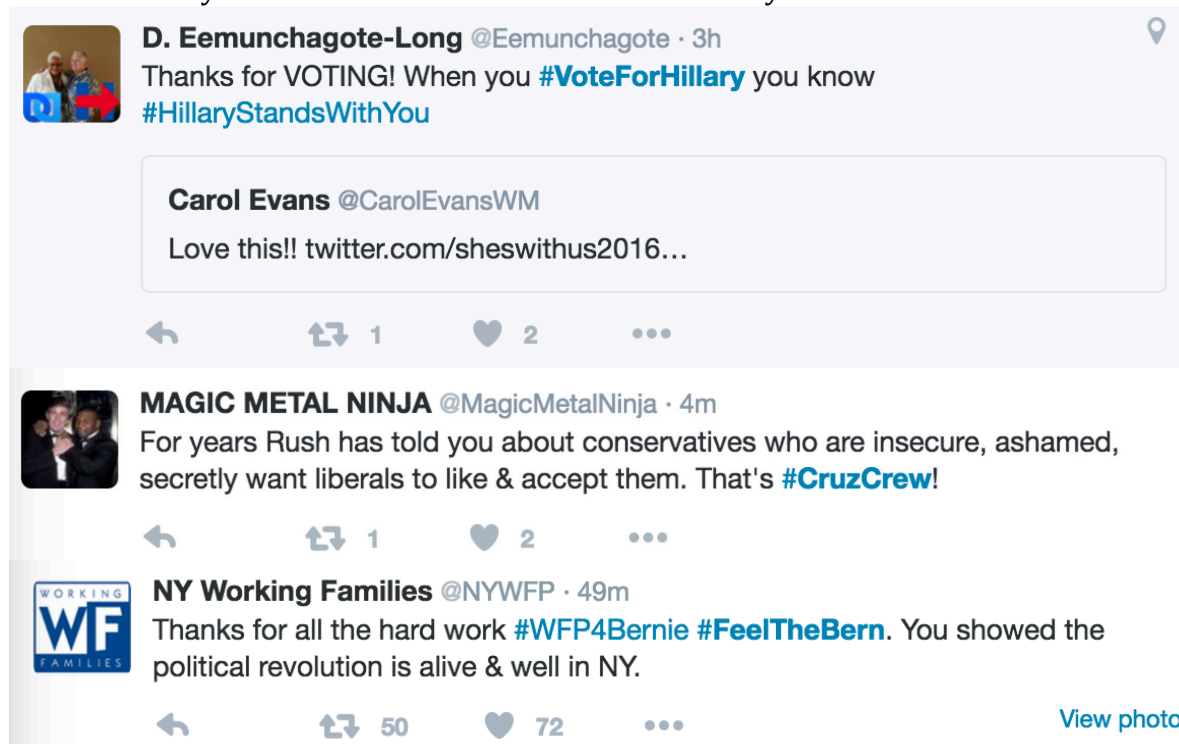 D. Eemunchagote-Long @Eemunchagote · 3h
Thanks for VOTING! When you #VoteForHillary you know
#HillaryStandsWithYou
Carol Evans @CarolEvansWM
Love this!! twitter.com/sheswithus2016...
1 2
MAGIC METAL NINJA @MagicMetalNinja · 4m
For years Rush has told you about conservatives who are insecure, ashamed,
secretly want liberals to like & accept them. That's #CruzCrew!
1 2
WORKING
WF
FAMILIES
NY Working Families @NYWFP · 49m
Thanks for all the hard work #WFP4Bernie #FeelTheBern. You showed the
political revolution is alive & well in NY.
50 72
View photo